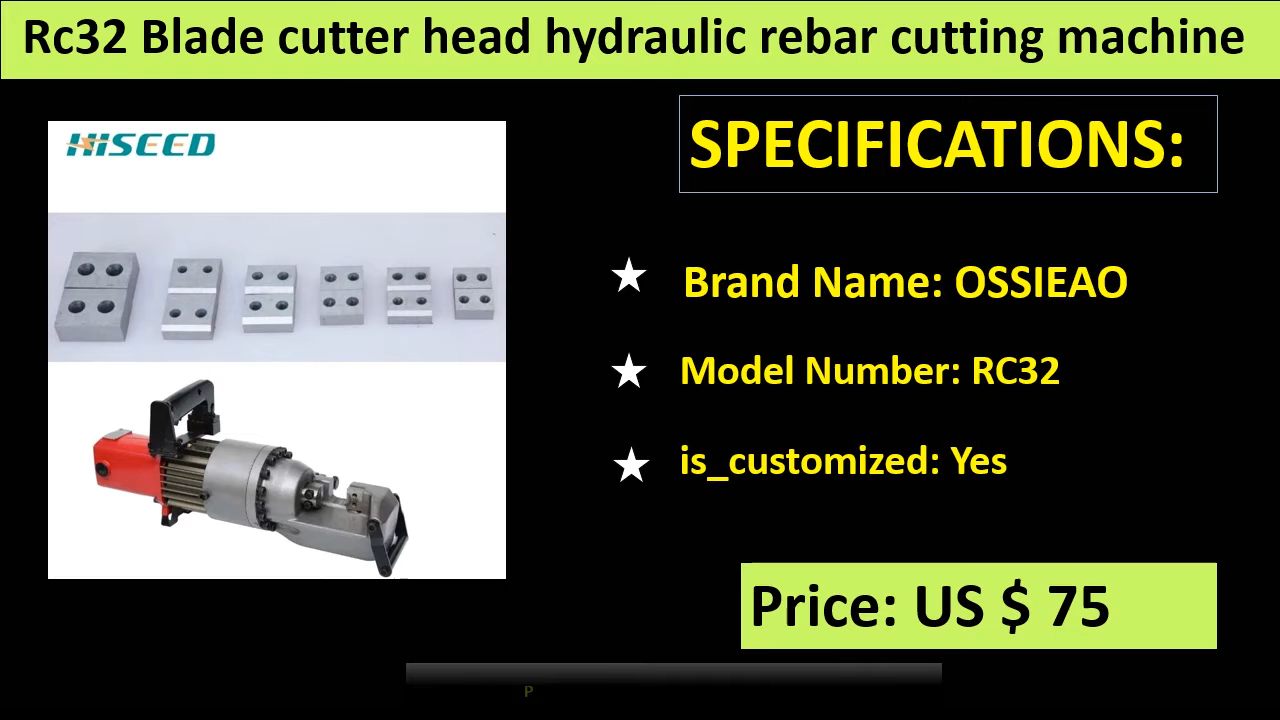 Rc32 Blade cutter head hydraulic rebar cutting machine
HISEED
SPECIFICATIONS:
Brand Name: OSSIEAO
Model Number: RC32
is_customized: Yes
Price: US $ 75
P